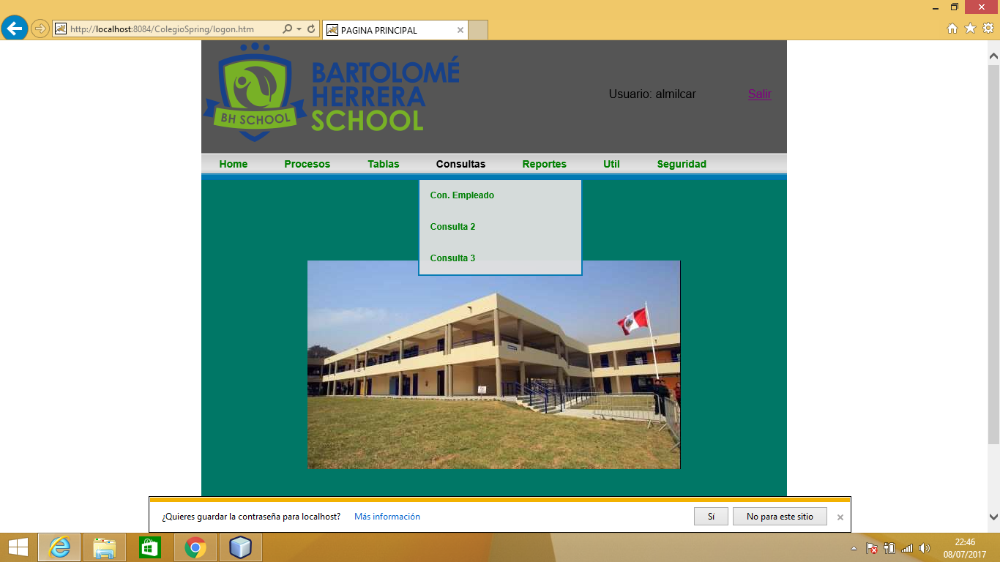 http://localhost:8084/ColegioSpring/logon.htm
PAGINA PRINCIPAL
BH SCHOOL
BARTOLOMÉ
HERRERA
SCHOOL
Usuario: almilcar Salir
Home Procesos Tablas Consultas Reportes Util Seguridad
Con. Empleado
Consulta 2
Consulta 3
¿Quieres guardar la contraseña para localhost? Más información Sí No para este sitio
22:46
08/07/2017